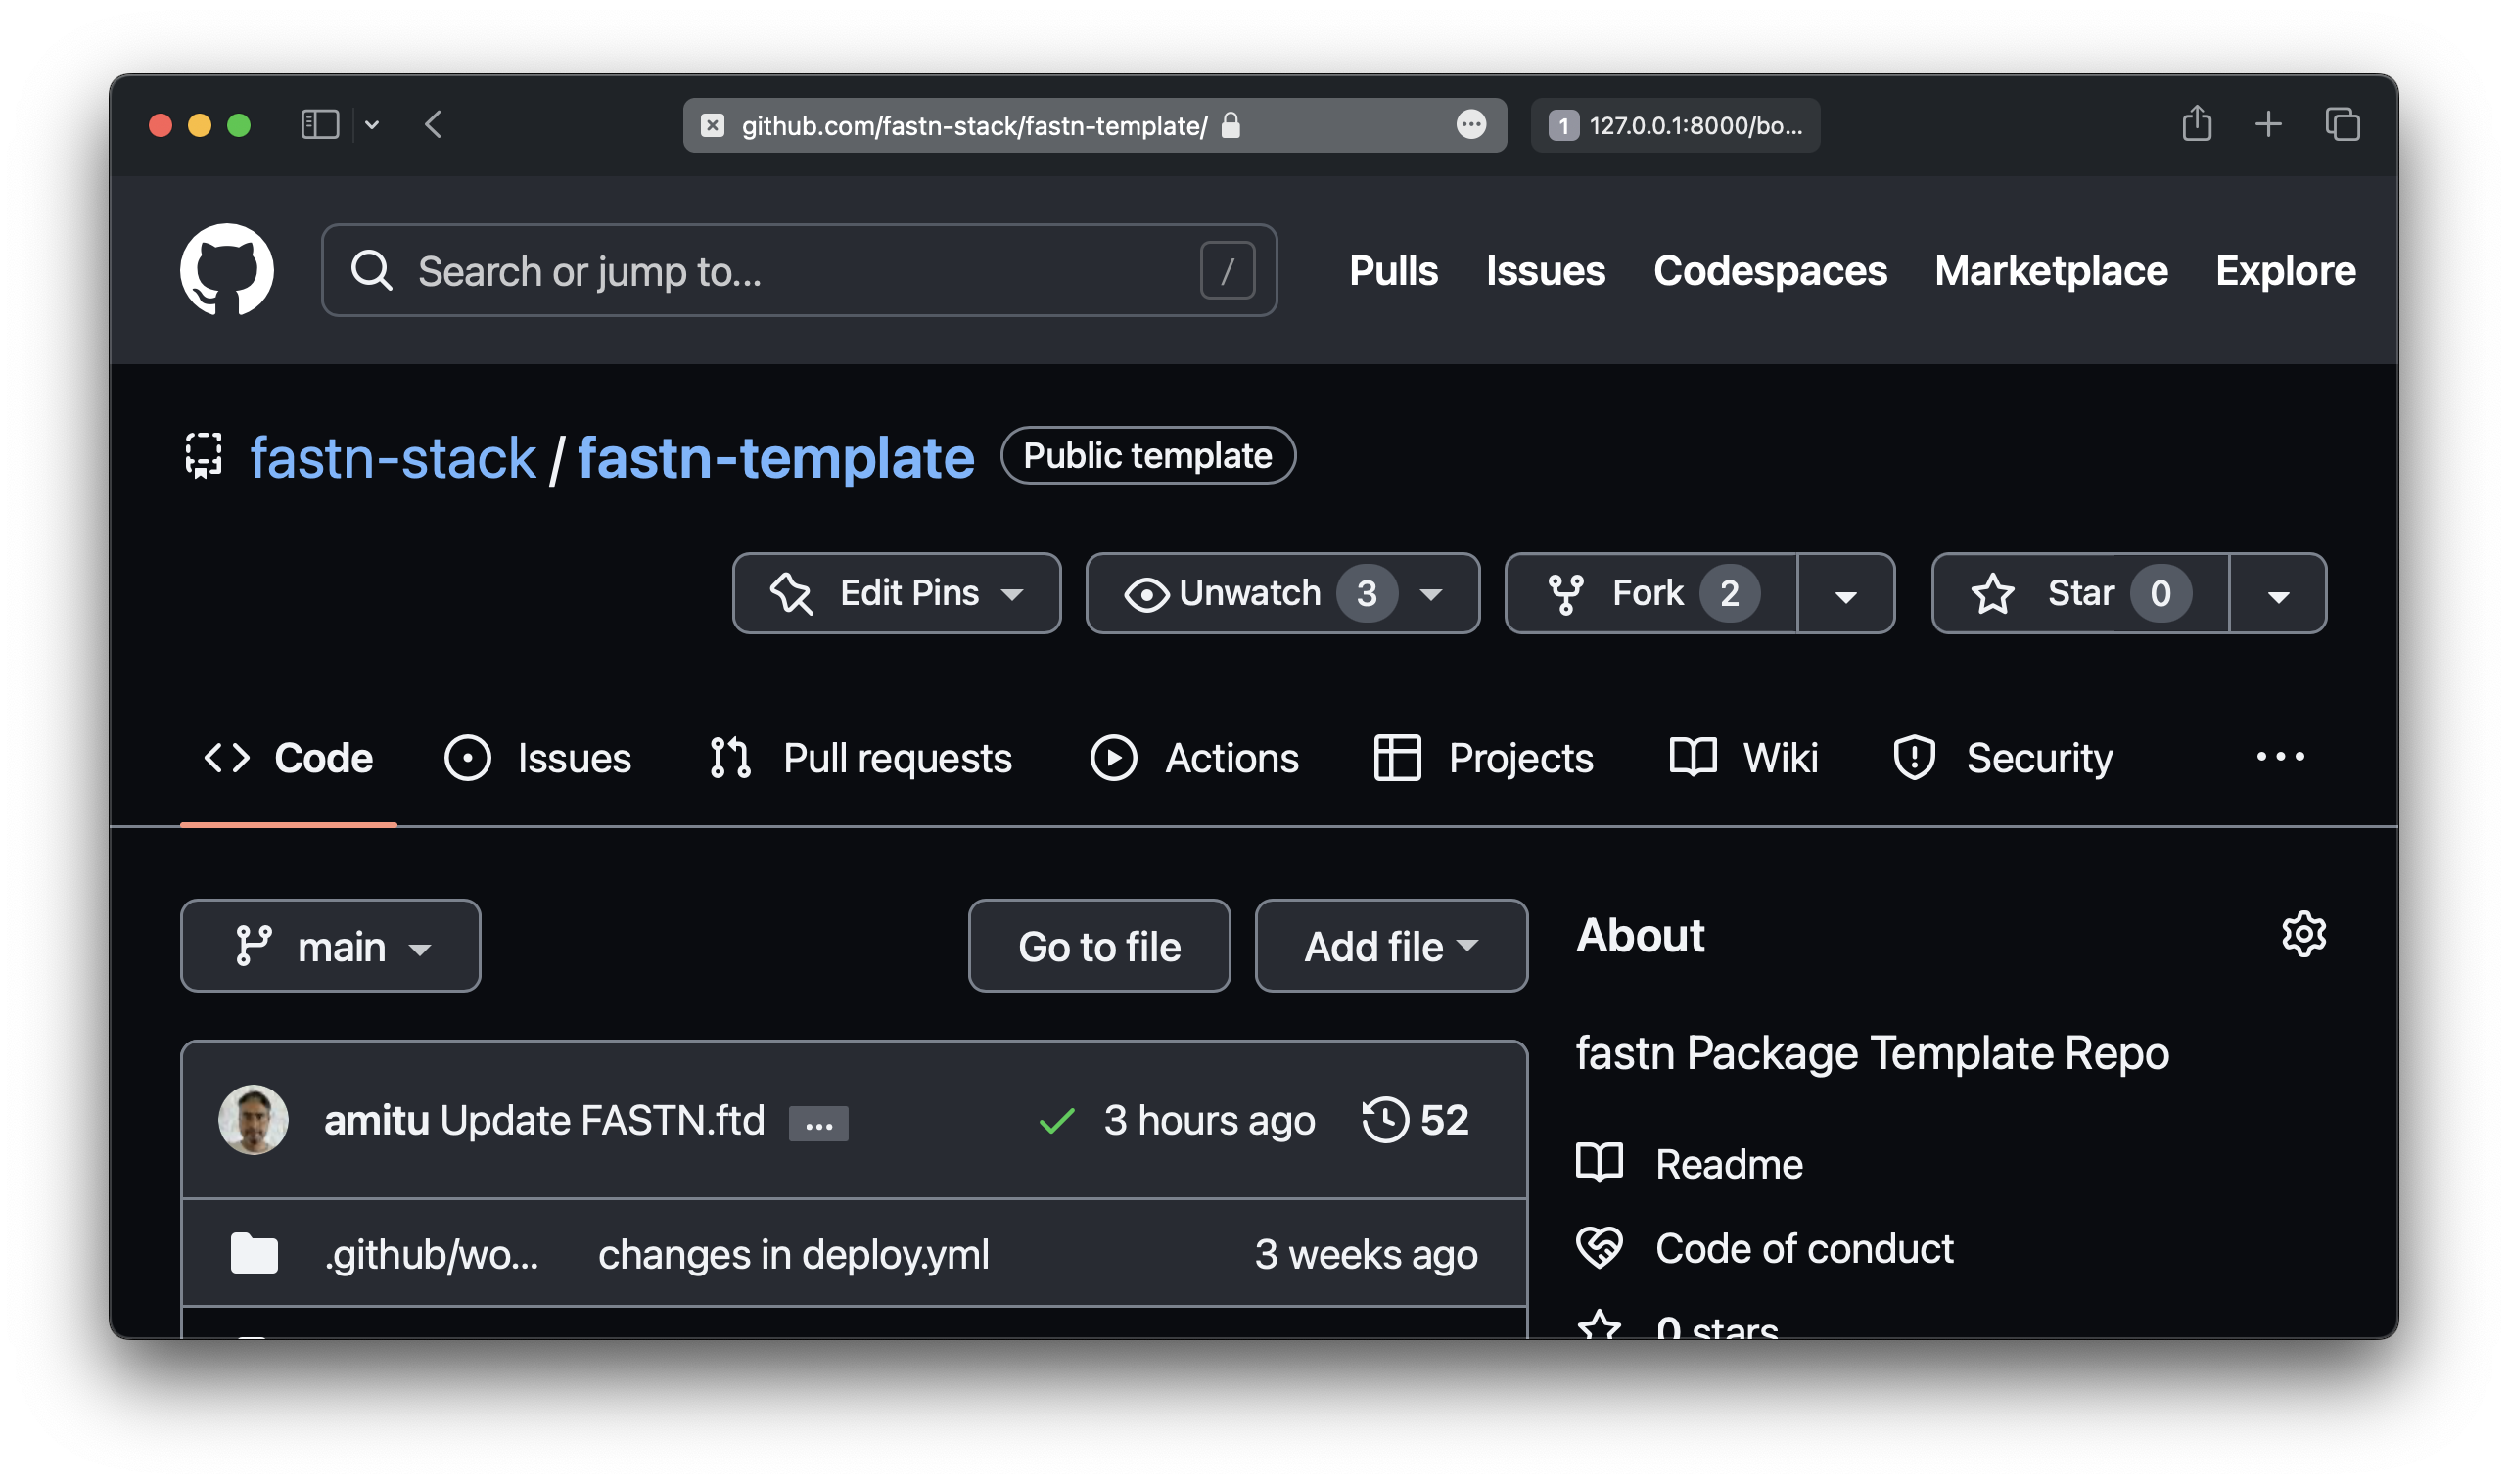 github.com/fastn-stack/fastn-template/
1 127.0.0.1:8000/bo...
Search or jump to... /
Pulls Issues Codespaces Marketplace Explore
fastn-stack / fastn-template Public template
Edit Pins Unwatch 3 Fork 2 Star 0
Code Issues Pull requests Actions Projects Wiki Security ...
main Go to file Add file
About
fastn Package Template Repo
amitu Update FASTN.ftd ... 3 hours ago 52
Readme
.github/wo... changes in deploy.yml 3 weeks ago
Code of conduct
0 stars